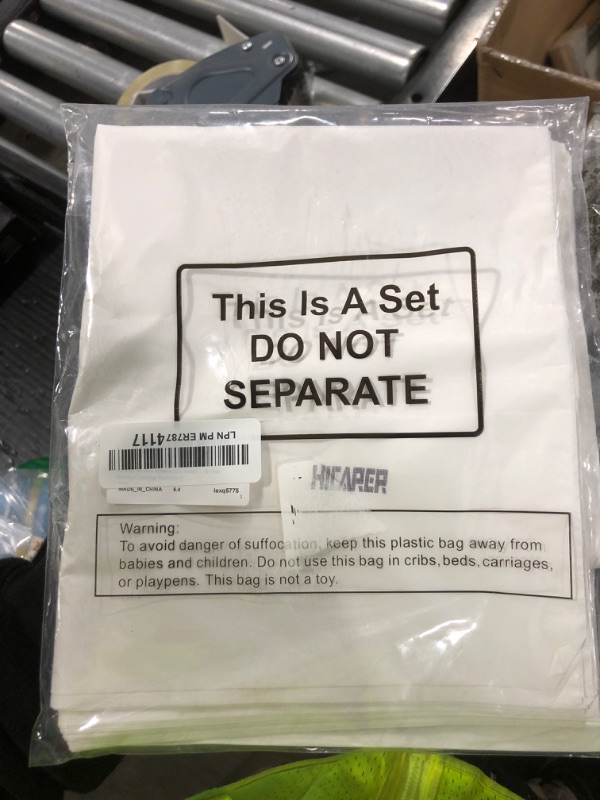 This Is A Set
DO NOT
SEPARATE
LPN PM ER7874117
MADE_IN_CHINA
lsxq5778
HICARER
Warning:
To avoid danger of suffocation, keep this plastic bag away from
babies and children. Do not use this bag in cribs, beds, carriages,
or playpens. This bag is not a toy.